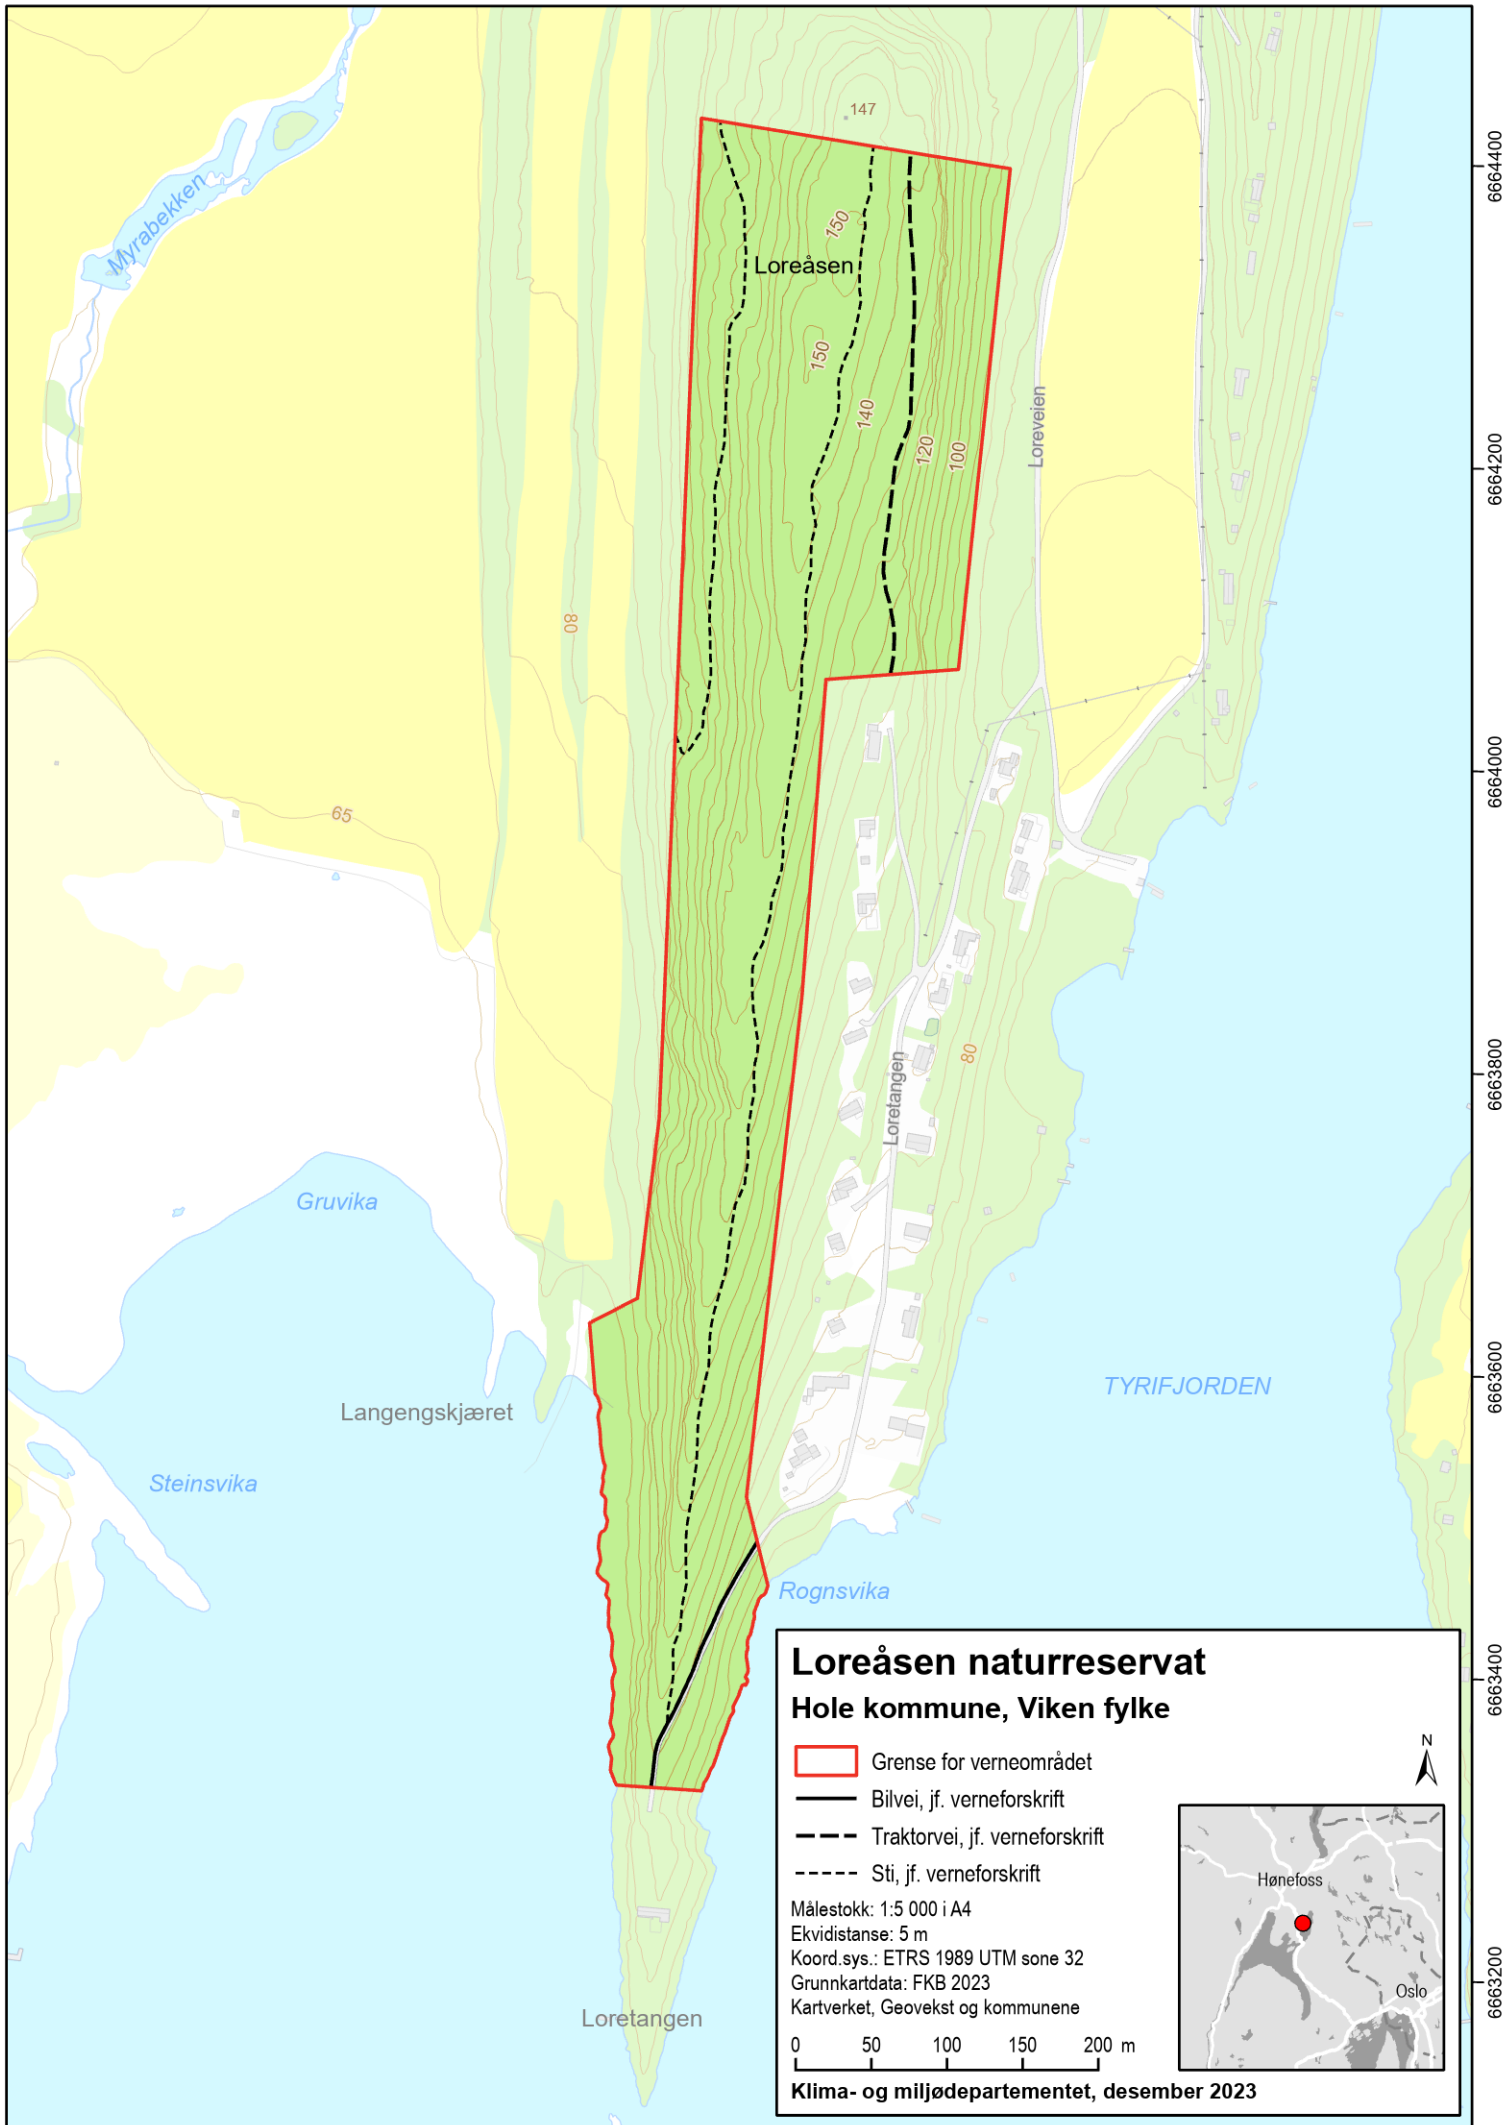 147
6664400
Myrabekken
150
Loreåsen
150
140
Loreveien
120
100
6664200
80
6664000
65
6663800
80
Loretangen
Gruvika
6663600
TYRIFJORDEN
Langengskjæret
Steinsvika
Rognsvika
6663400
Loreåsen naturreservat
Hole kommune, Viken fylke
N
Grense for verneområdet
Bilvei, jf. verneforskrift
Traktorvei, jf. verneforskrift
Sti, jf. verneforskrift
Hønefoss
Målestokk: 1:5 000 i A4
Ekvidistanse: 5 m
Koord.sys.: ETRS 1989 UTM sone 32
Grunnkartdata: FKB 2023
Kartverket, Geovekst og kommunene
Oslo
6663200
Loretangen
0 50 100 150 200 m
Klima- og miljødepartementet, desember 2023